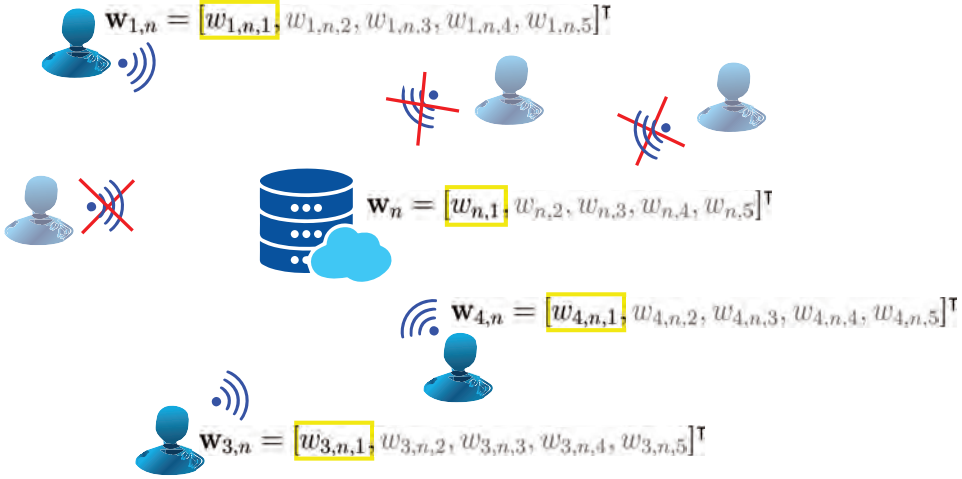 𝐰₁,ₙ = [w₁,ₙ,₁, w₁,ₙ,₂, w₁,ₙ,₃, w₁,ₙ,₄, w₁,ₙ,₅]ᵀ
𝐰ₙ = [wₙ,₁, wₙ,₂, wₙ,₃, wₙ,₄, wₙ,₅]ᵀ
𝐰₄,ₙ = [w₄,ₙ,₁, w₄,ₙ,₂, w₄,ₙ,₃, w₄,ₙ,₄, w₄,ₙ,₅]ᵀ
𝐰₃,ₙ = [w₃,ₙ,₁, w₃,ₙ,₂, w₃,ₙ,₃, w₃,ₙ,₄, w₃,ₙ,₅]ᵀ